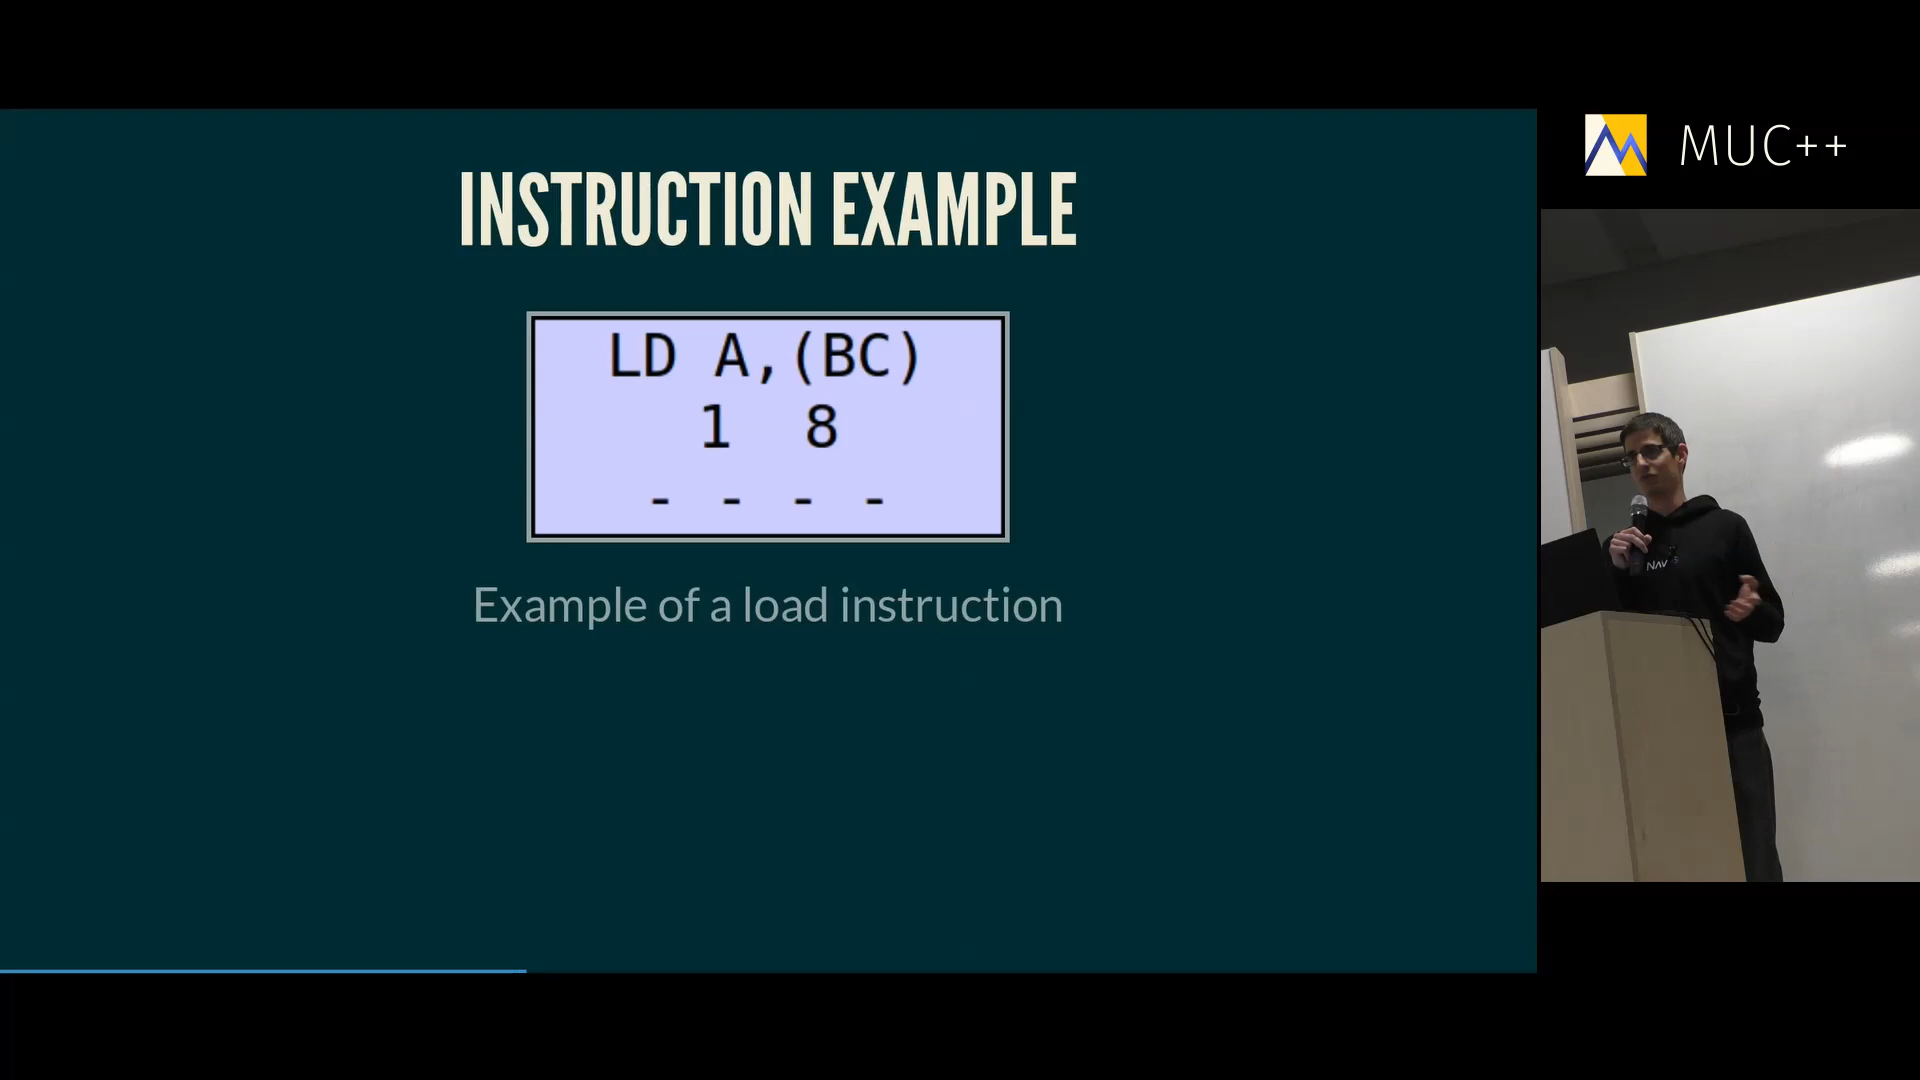 INSTRUCTION EXAMPLE
LD A,(BC)
1 8
- - - -
Example of a load instruction
MUC++